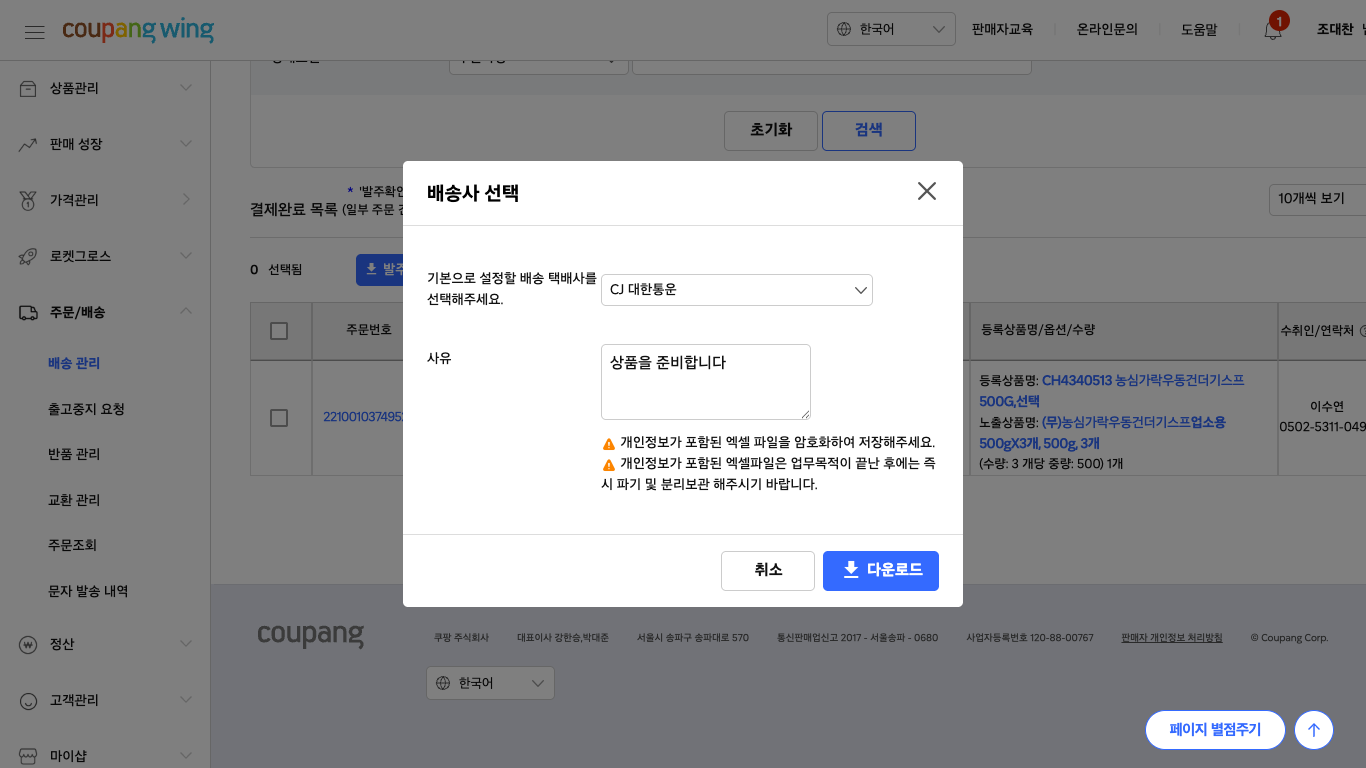 coupang wing
한국어
판매자교육
온라인문의
도움말
1
조대찬
상품관리
판매 성장
가격관리
로켓그로스
주문/배송
배송 관리
출고중지 요청
반품 관리
교환 관리
주문조회
문자 발송 내역
정산
고객관리
마이샵
초기화
검색
* '발주확인
결제완료 목록 (일부 주문
10개씩 보기
0 선택됨
발주
주문번호
등록상품명/옵션/수량
수취인/연락처
등록상품명: CH4340513 농심가락우동건더기스프
500G,선택
노출상품명: (무)농심가락우동건더기스프업소용
500gX3개, 500g, 3개
(수량: 3 개당 중량: 500) 1개
이수연
0502-5311-049
배송사 선택
기본으로 설정할 배송 택배사를
선택해주세요.
CJ 대한통운
사유
상품을 준비합니다
개인정보가 포함된 엑셀 파일을 암호화하여 저장해주세요.
개인정보가 포함된 엑셀파일은 업무목적이 끝난 후에는 즉
시 파기 및 분리보관 해주시기 바랍니다.
취소
다운로드
coupang
쿠팡 주식회사
대표이사 강한승,박대준
서울시 송파구 송파대로 570
통신판매업신고 2017 - 서울송파 - 0680
사업자등록번호 120-88-00767
판매자 개인정보 처리방침
© Coupang Corp.
한국어
페이지 별점주기